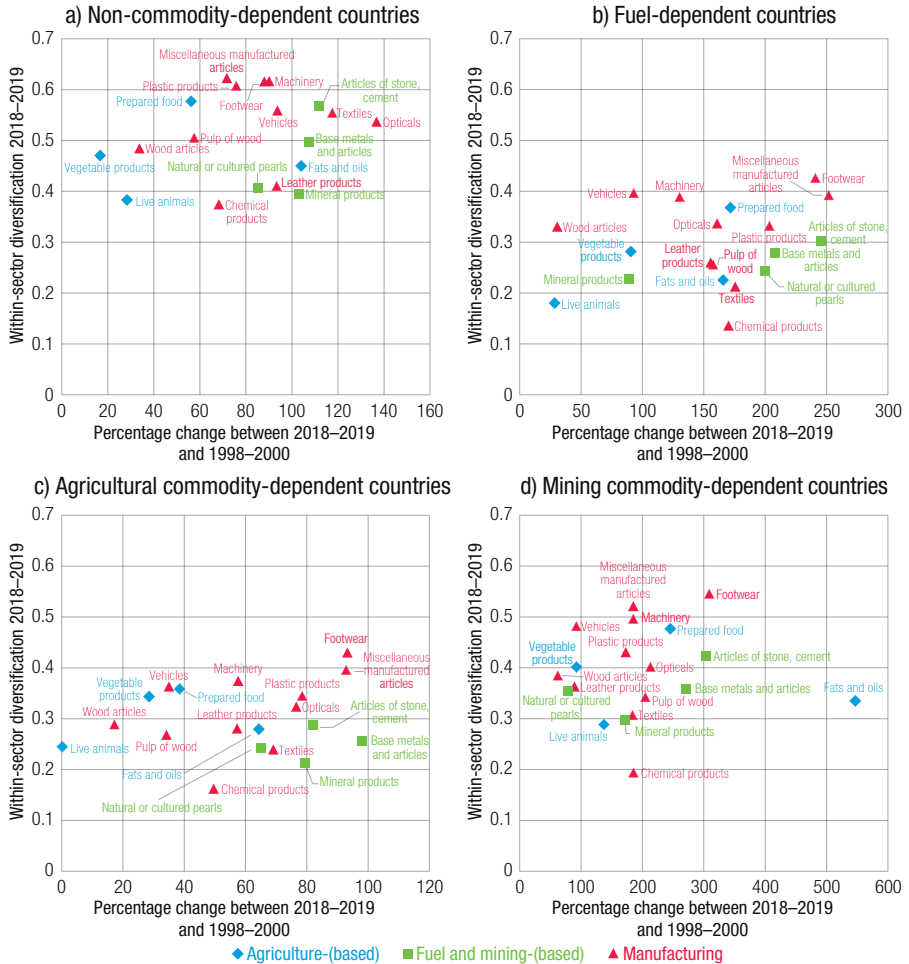 a) Non-commodity-dependent countries
Within-sector diversification 2018–2019
0.7
0.6
0.5
0.4
0.3
0.2
0.1
0
Miscellaneous manufactured
articles
Plastic products
Machinery
Articles of stone,
cement
Prepared food
Footwear
Vehicles
Textiles
Opticals
Pulp of wood
Base metals
and articles
Wood articles
Vegetable products
Natural or cultured pearls
Fats and oils
Leather products
Mineral products
Live animals
Chemical
products
0 20 40 60 80 100 120 140 160
Percentage change between 2018–2019
and 1998–2000
b) Fuel-dependent countries
Within-sector diversification 2018–2019
0.7
0.6
0.5
0.4
0.3
0.2
0.1
0
Miscellaneous
manufactured
articles
Footwear
Machinery
Vehicles
Prepared food
Wood articles
Opticals
Plastic products
Articles of stone,
cement
Vegetable
products
Leather
products
Pulp of
wood
Base metals and
articles
Mineral products
Fats and oils
Natural or cultured
pearls
Textiles
Live animals
Chemical products
0 50 100 150 200 250 300
Percentage change between 2018–2019
and 1998–2000
c) Agricultural commodity-dependent countries
Within-sector diversification 2018–2019
0.7
0.6
0.5
0.4
0.3
0.2
0.1
0
Footwear
Miscellaneous
manufactured
articles
Vehicles
Machinery
Vegetable
products
Prepared food
Plastic products
Opticals
Wood articles
Leather products
Articles of stone,
cement
Pulp of wood
Live animals
Textiles
Base metals
and articles
Fats and oils
Mineral products
Chemical products
Natural or cultured pearls
0 20 40 60 80 100 120
Percentage change between 2018–2019
and 1998–2000
d) Mining commodity-dependent countries
Within-sector diversification 2018–2019
0.7
0.6
0.5
0.4
0.3
0.2
0.1
0
Miscellaneous
manufactured
articles
Footwear
Machinery
Vehicles
Prepared food
Plastic products
Vegetable
products
Articles of stone, cement
Opticals
Wood articles
Leather products
Base metals and articles
Fats and oils
Natural or
cultured
pearls
Pulp of wood
Textiles
Live animals
Mineral products
Chemical products
0 100 200 300 400 500 600
Percentage change between 2018–2019
and 1998–2000
Agriculture-(based) Fuel and mining-(based) Manufacturing